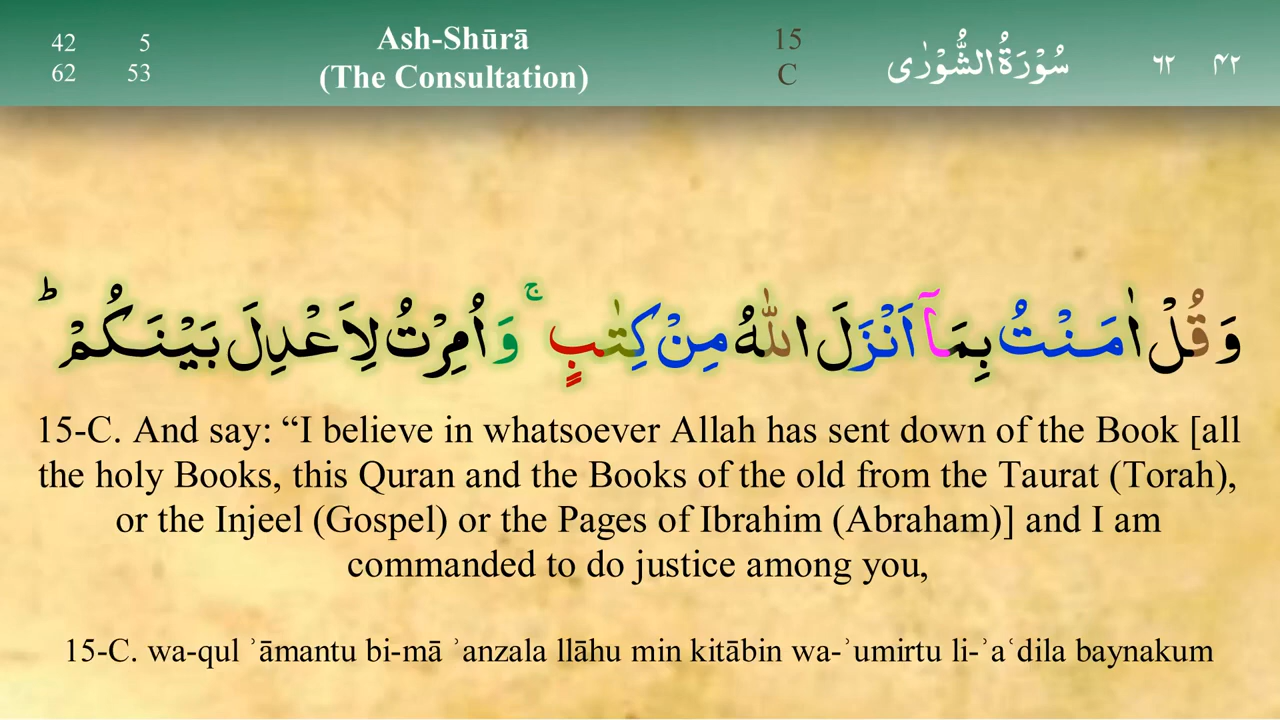 42 5
62 53
Ash-Shūrā
(The Consultation)
15
C
سُوْرَةُ الشُّوْرٰى
٦٢ ۴۲
وَقُلْ اٰمَنْتُ بِمَآ اَنْزَلَ اللّٰهُ مِنْ كِتٰبٍ ۚ وَاُمِرْتُ لِاَعْدِلَ بَيْنَكُمْ ؕ
15-C. And say: “I believe in whatsoever Allah has sent down of the Book [all
the holy Books, this Quran and the Books of the old from the Taurat (Torah),
or the Injeel (Gospel) or the Pages of Ibrahim (Abraham)] and I am
commanded to do justice among you,
15-C. wa-qul ʾāmantu bi-mā ʾanzala llāhu min kitābin wa-ʾumirtu li-ʾaʿdila baynakum